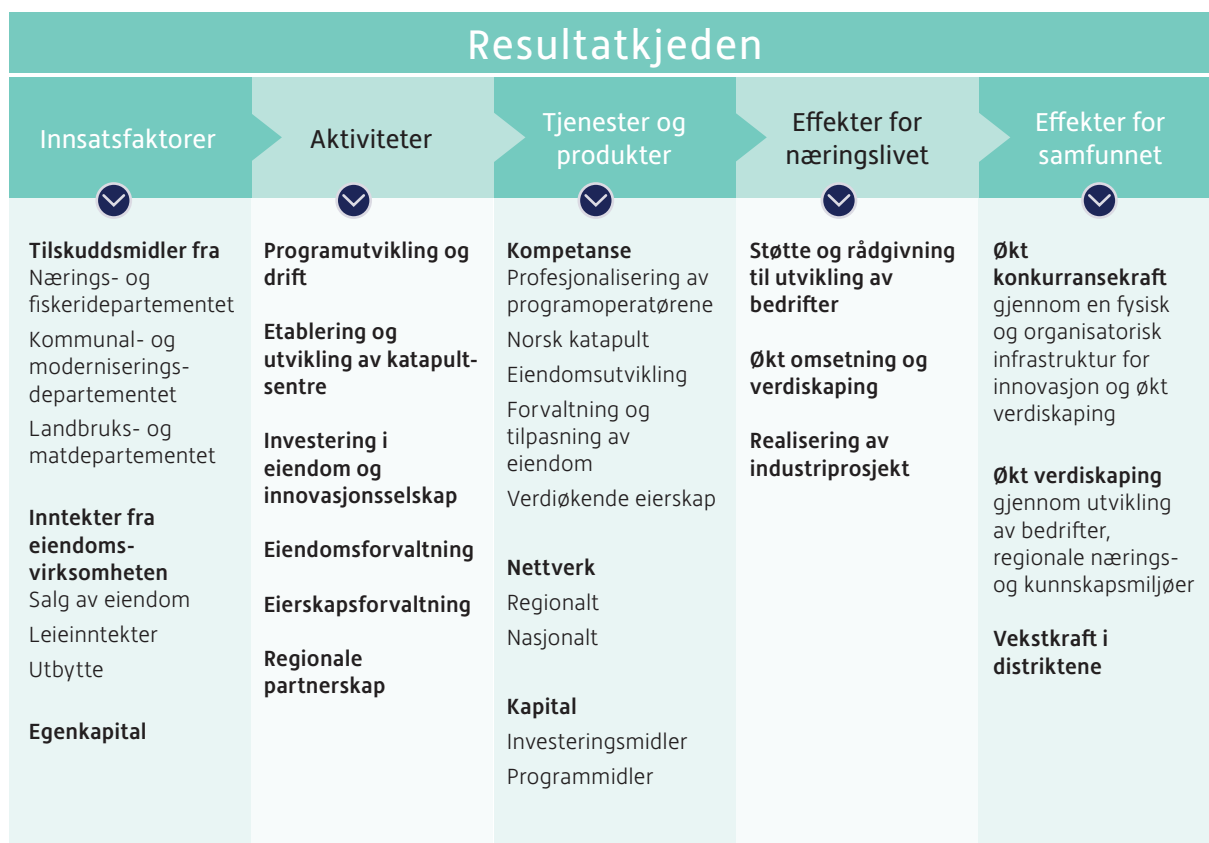 Resultatkjeden
Innsatsfaktorer
Aktiviteter
Tjenester og
produkter
Effekter for
næringslivet
Effekter for
samfunnet
Tilskuddsmidler fra
Nærings- og
fiskeridepartementet
Kommunal- og
moderniserings-
departementet
Landbruks- og
matdepartementet
Inntekter fra
eiendoms-
virksomheten
Salg av eiendom
Leieinntekter
Utbytte
Egenkapital
Programutvikling og
drift
Etablering og
utvikling av katapult-
sentre
Investering i
eiendom og
innovasjonsselskap
Eiendomsforvaltning
Eierskapsforvaltning
Regionale
partnerskap
Kompetanse
Profesjonalisering av
programoperatørene
Norsk katapult
Eiendomsutvikling
Forvaltning og
tilpasning av
eiendom
Verdiøkende eierskap
Nettverk
Regionalt
Nasjonalt
Kapital
Investeringsmidler
Programmidler
Støtte og rådgivning
til utvikling av
bedrifter
Økt omsetning og
verdiskaping
Realisering av
industriprosjekt
Økt
konkurransekraft
gjennom en fysisk
og organisatorisk
infrastruktur for
innovasjon og økt
verdiskaping
Økt verdiskaping
gjennom utvikling
av bedrifter,
regionale nærings-
og kunnskapsmiljøer
Vekstkraft i
distriktene